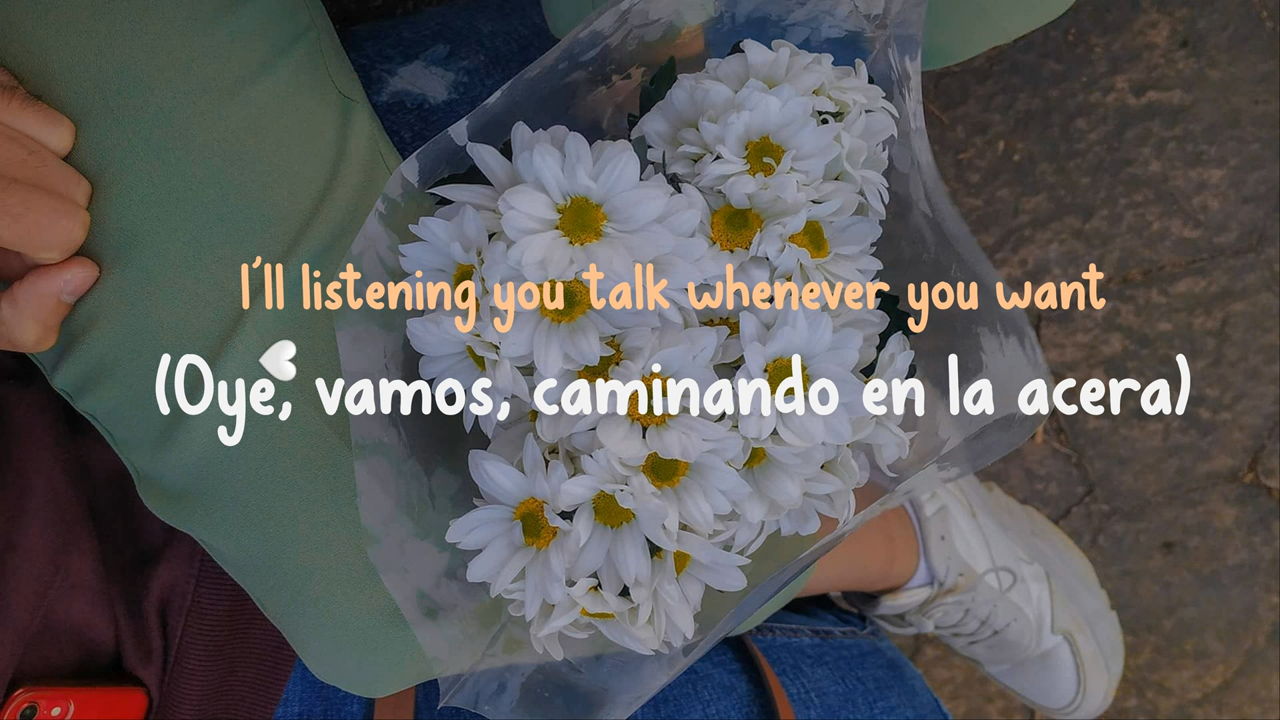 I'll listening you talk whenever you want
(Oye, vamos, caminando en la acera)